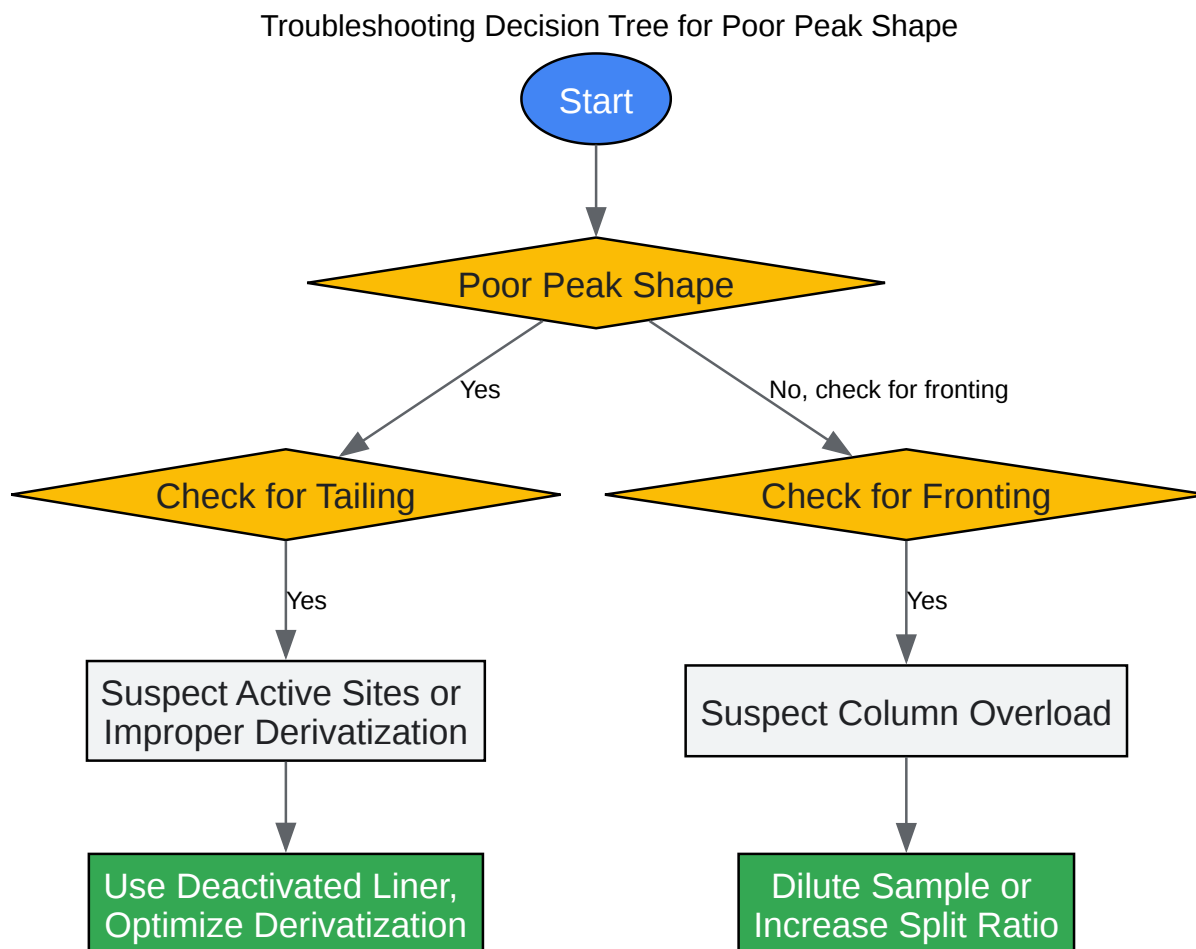 Troubleshooting Decision Tree for Poor Peak Shape
Start
Poor Peak Shape
Yes
No, check for fronting
Check for Tailing
Check for Fronting
Yes
Yes
Suspect Active Sites or
Improper Derivatization
Suspect Column Overload
Use Deactivated Liner,
Optimize Derivatization
Dilute Sample or
Increase Split Ratio